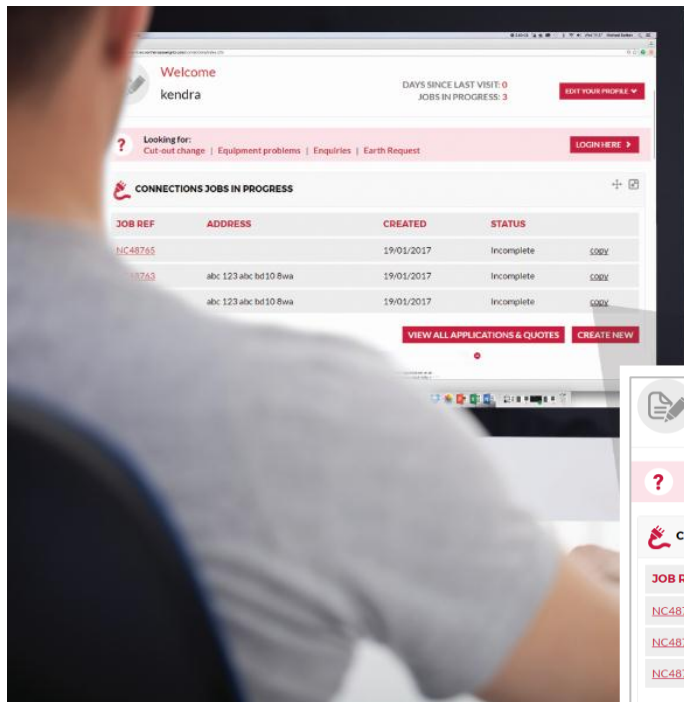 Welcome
kendra
DAYS SINCE LAST VISIT: 0
JOBS IN PROGRESS: 3
EDIT YOUR PROFILE
?
Looking for:
Cut-out change | Equipment problems | Enquiries | Earth Request
LOGIN HERE
CONNECTIONS JOBS IN PROGRESS
JOB REF ADDRESS CREATED STATUS
NC48765 19/01/2017 Incomplete copy
abc 123 abc bd10 8wa 19/01/2017 Incomplete copy
abc 123 abc bd10 8wa 19/01/2017 Incomplete copy
VIEW ALL APPLICATIONS & QUOTES CREATE NEW
?